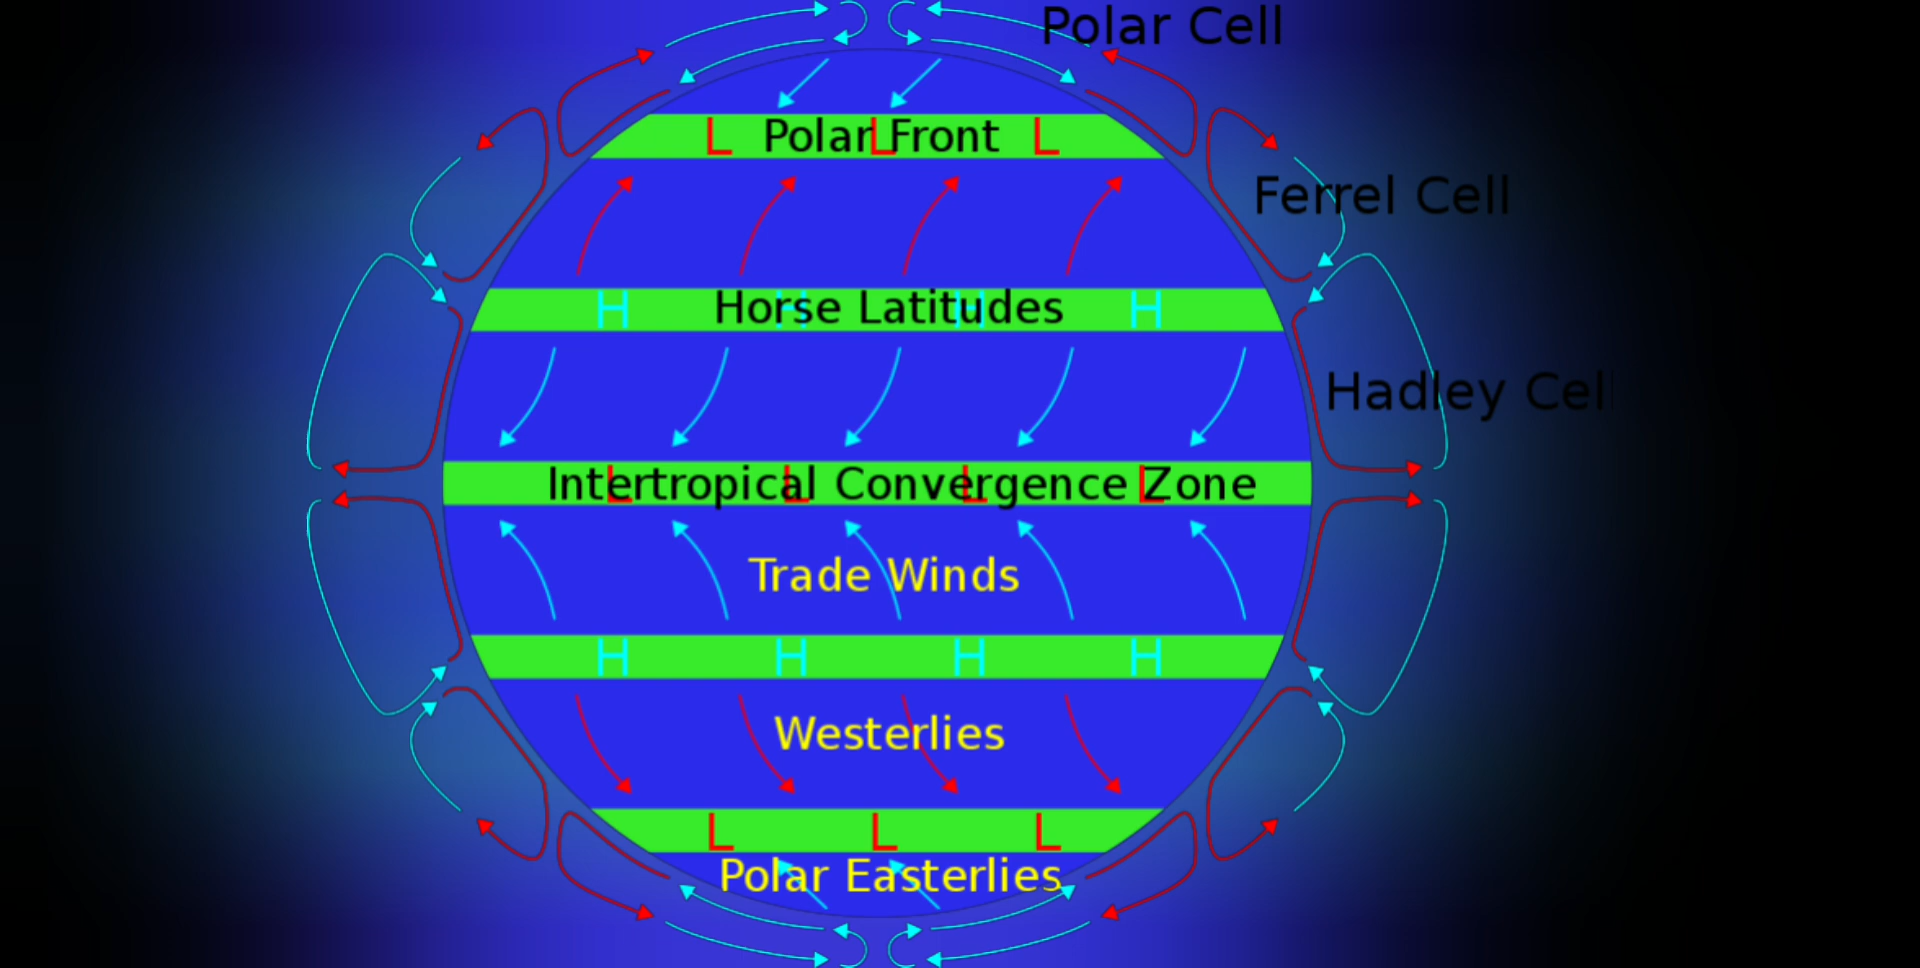 Polar Cell
L Polar L Front L
Ferrel Cell
H H Horse Latitudes H H
Hadley Cell
L L Intertropical Convergence Zone L L
Trade Winds
H H H H
Westerlies
L L L
Polar Easterlies